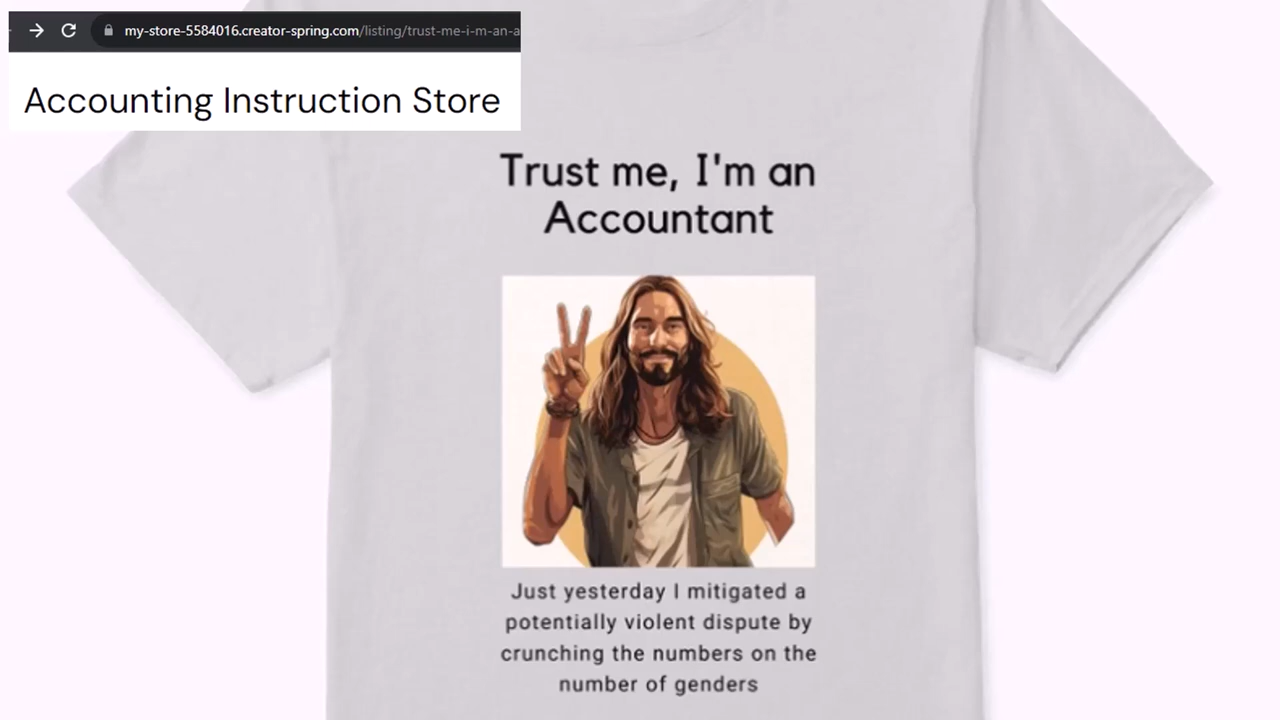 my-store-5584016.creator-spring.com/listing/trust-me-i-m-an-a
Accounting Instruction Store
Trust me, I'm an
Accountant
Just yesterday I mitigated a
potentially violent dispute by
crunching the numbers on the
number of genders